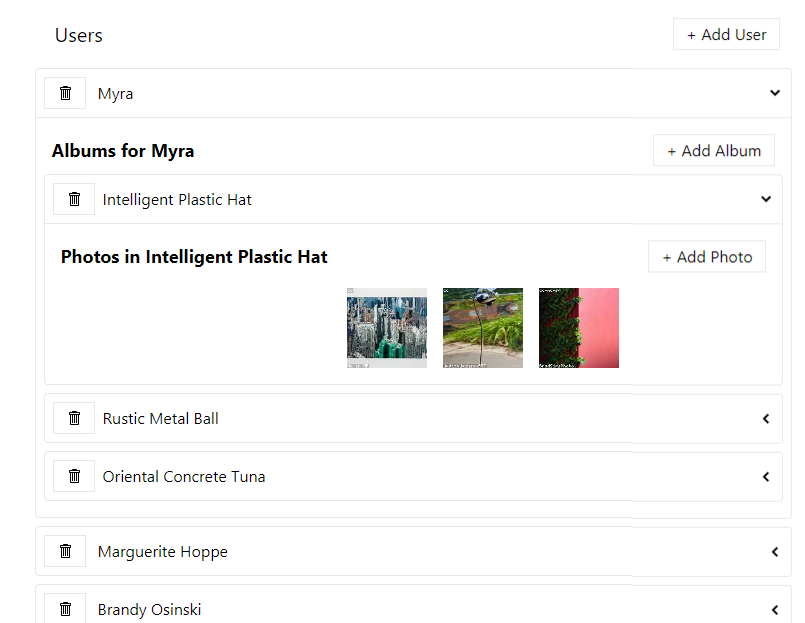 Users
+ Add User
Myra
Albums for Myra
+ Add Album
Intelligent Plastic Hat
Photos in Intelligent Plastic Hat
+ Add Photo
Rustic Metal Ball
Oriental Concrete Tuna
Marguerite Hoppe
Brandy Osinski